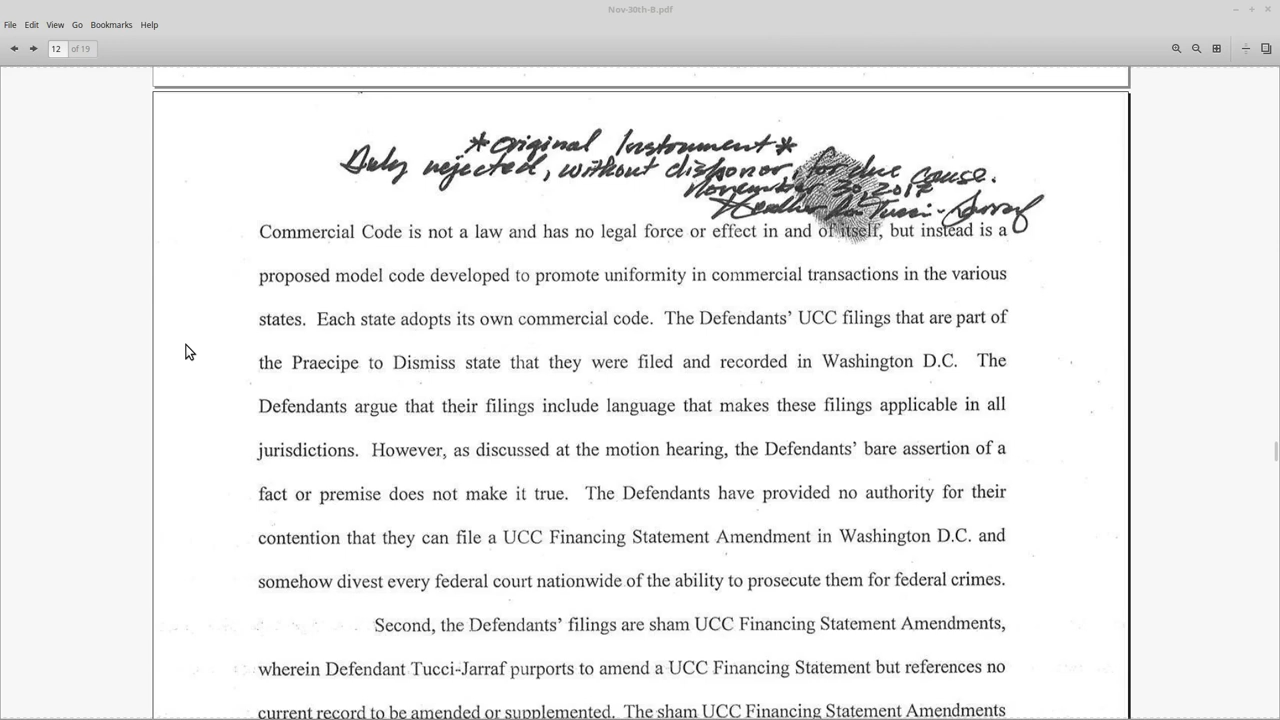 Nov-30th-B.pdf
File Edit View Go Bookmarks Help
12 of 19
*Original Instrument*
Duly rejected, without dishonor, for due cause.
November 30, 2017
Commercial Code is not a law and has no legal force or effect in and of itself, but instead is a
proposed model code developed to promote uniformity in commercial transactions in the various
states. Each state adopts its own commercial code. The Defendants’ UCC filings that are part of
the Praecipe to Dismiss state that they were filed and recorded in Washington D.C. The
Defendants argue that their filings include language that makes these filings applicable in all
jurisdictions. However, as discussed at the motion hearing, the Defendants’ bare assertion of a
fact or premise does not make it true. The Defendants have provided no authority for their
contention that they can file a UCC Financing Statement Amendment in Washington D.C. and
somehow divest every federal court nationwide of the ability to prosecute them for federal crimes.
Second, the Defendants’ filings are sham UCC Financing Statement Amendments,
wherein Defendant Tucci-Jarraf purports to amend a UCC Financing Statement but references no
current record to be amended or supplemented. The sham UCC Financing Statement Amendments